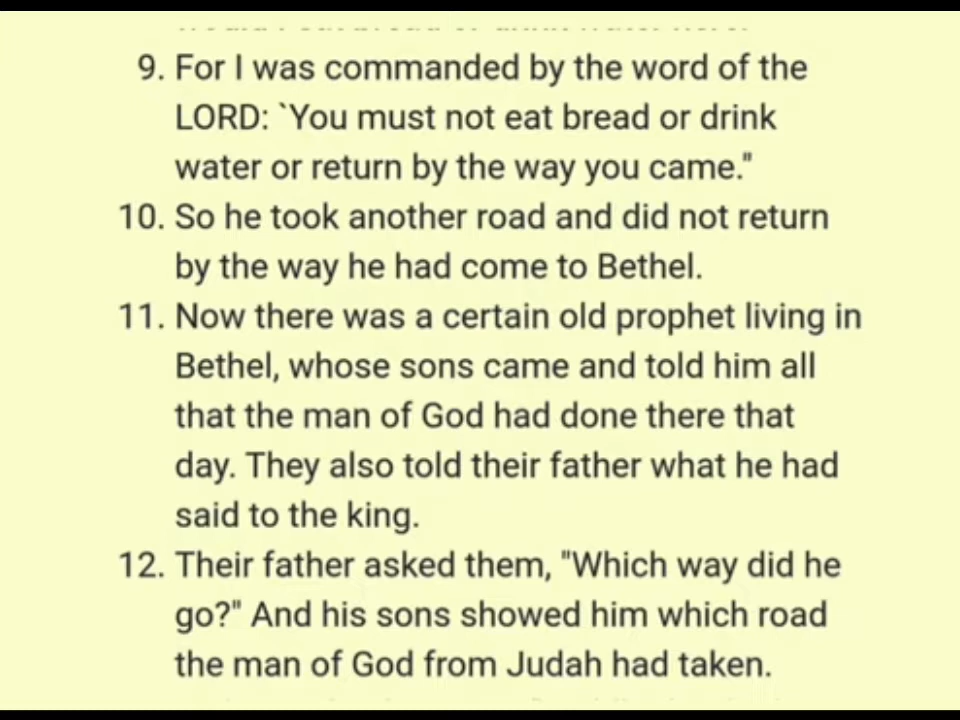 9. For I was commanded by the word of the
LORD: `You must not eat bread or drink
water or return by the way you came."
10. So he took another road and did not return
by the way he had come to Bethel.
11. Now there was a certain old prophet living in
Bethel, whose sons came and told him all
that the man of God had done there that
day. They also told their father what he had
said to the king.
12. Their father asked them, "Which way did he
go?" And his sons showed him which road
the man of God from Judah had taken.